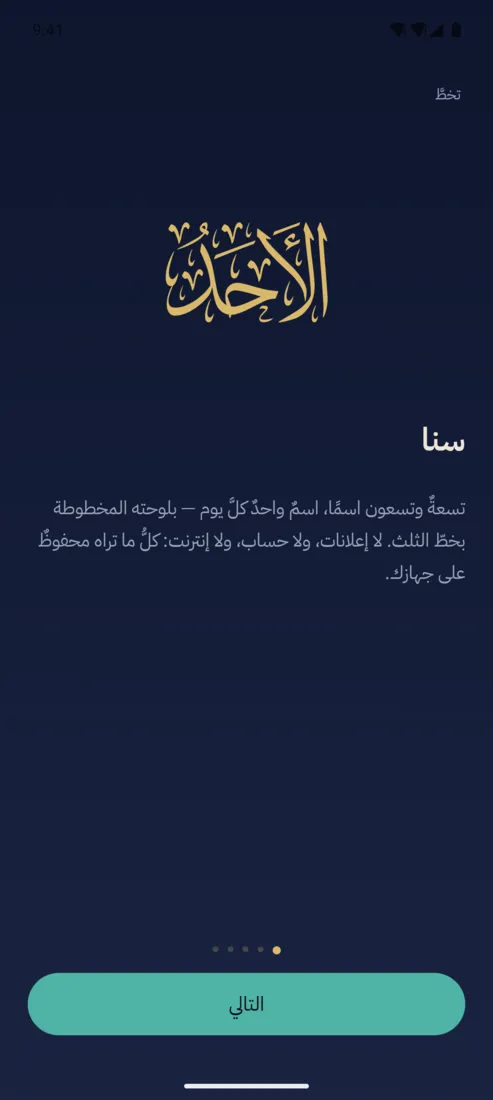 9:41
تخطَّ
الأَحَدُ
سنا
تسعةٌ وتسعون اسمًا، اسمٌ واحدٌ كلَّ يوم — بلوحته المخطوطة
بخطّ الثلث. لا إعلانات، ولا حساب، ولا إنترنت: كلُّ ما تراه محفوظٌ
على جهازك.
التالي